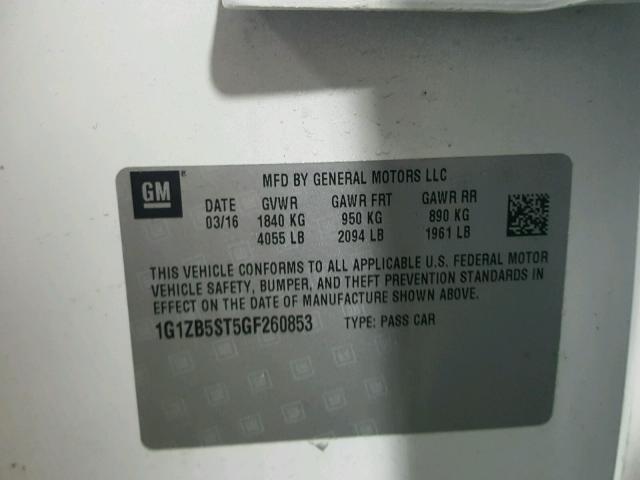 GM
MFD BY GENERAL MOTORS LLC
DATE GVWR GAWR FRT GAWR RR
03/16 1840 KG 950 KG 890 KG
4055 LB 2094 LB 1961 LB
THIS VEHICLE CONFORMS TO ALL APPLICABLE U.S. FEDERAL MOTOR
VEHICLE SAFETY, BUMPER, AND THEFT PREVENTION STANDARDS IN
EFFECT ON THE DATE OF MANUFACTURE SHOWN ABOVE.
1G1ZB5ST5GF260853 TYPE: PASS CAR